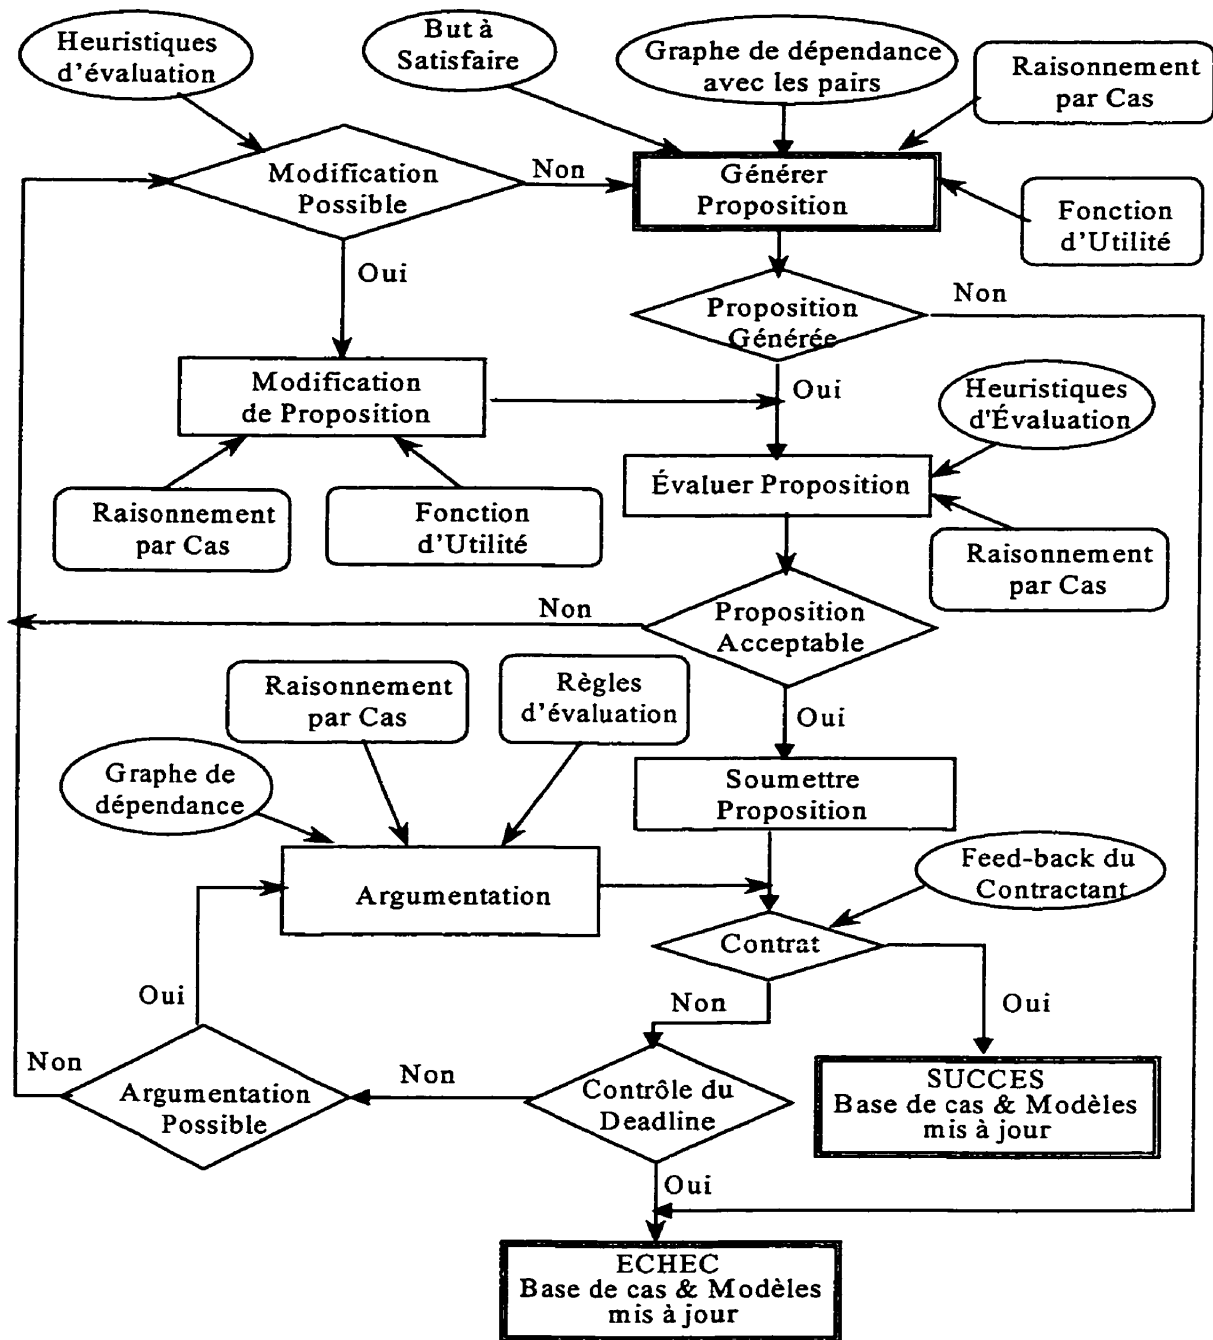 Heuristiques
d'évaluation
But à
Satisfaire
Graphe de dépendance
avec les pairs
Raisonnement
par Cas
Modification
Possible
Non
Générer
Proposition
Fonction
d'Utilité
Oui
Proposition
Générée
Non
Modification
de Proposition
Oui
Heuristiques
d'Évaluation
Évaluer Proposition
Raisonnement
par Cas
Fonction
d'Utilité
Raisonnement
par Cas
Non
Proposition
Acceptable
Raisonnement
par Cas
Règles
d'évaluation
Oui
Graphe de
dépendance
Soumettre
Proposition
Argumentation
Feed-back du
Contractant
Contrat
Oui
Non
Oui
Non
Argumentation
Possible
Non
Contrôle du
Deadline
SUCCES
Base de cas & Modèles
mis à jour
Oui
ECHEC
Base de cas & Modèles
mis à jour